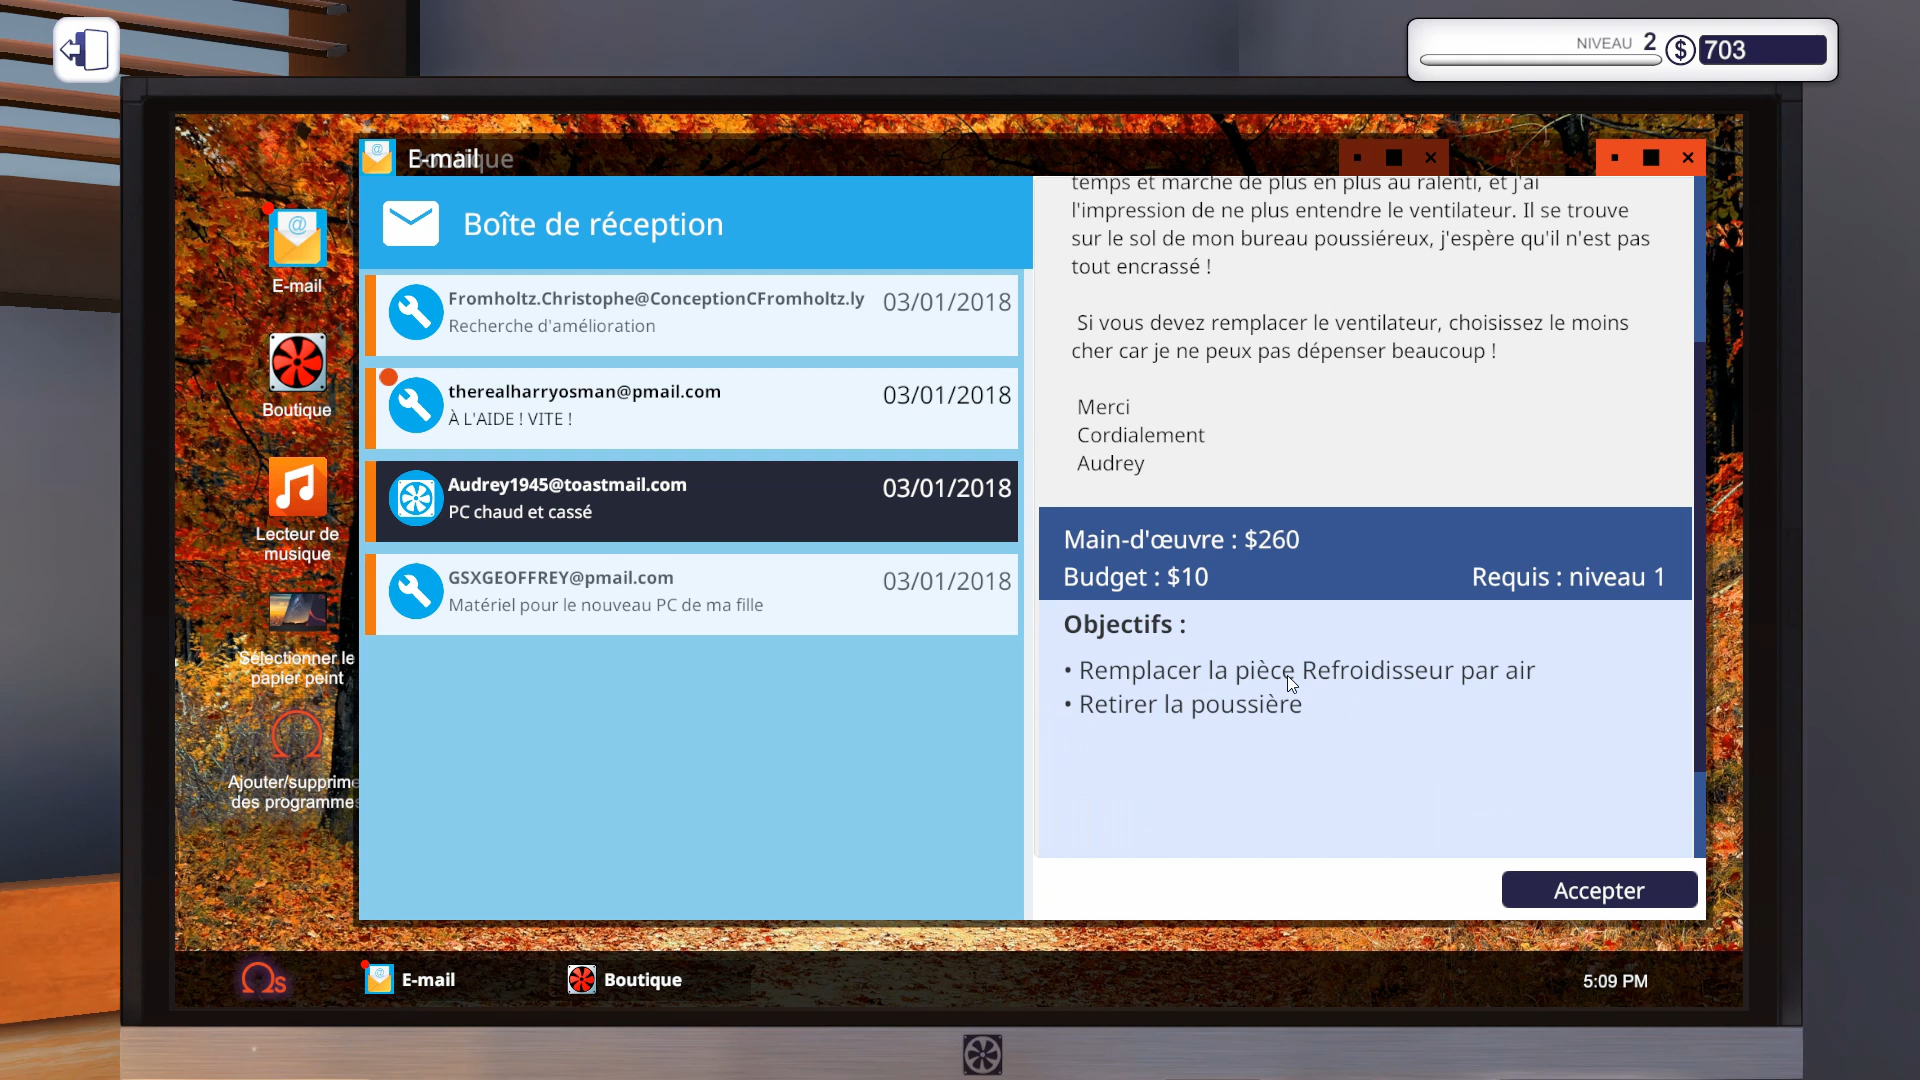 NIVEAU 2 $ 703
E-mail
Boîte de réception
Fromholtz.Christophe@ConceptionCFromholtz.ly 03/01/2018
Recherche d'amélioration
therealharryosman@pmail.com 03/01/2018
À L'AIDE ! VITE !
Audrey1945@toastmail.com 03/01/2018
PC chaud et cassé
GSXGEOFFREY@pmail.com 03/01/2018
Matériel pour le nouveau PC de ma fille
temps et marche de plus en plus au ralenti, et j'ai
l'impression de ne plus entendre le ventilateur. Il se trouve
sur le sol de mon bureau poussiéreux, j'espère qu'il n'est pas
tout encrassé !
Si vous devez remplacer le ventilateur, choisissez le moins
cher car je ne peux pas dépenser beaucoup !
Merci
Cordialement
Audrey
Main-d'œuvre : $260
Budget : $10 Requis : niveau 1
Objectifs :
• Remplacer la pièce Refroidisseur par air
• Retirer la poussière
Accepter
E-mail
Boutique
Lecteur de
musique
Sélectionner le
papier peint
Ajouter/supprime
des programmes
Ωs E-mail Boutique 5:09 PM